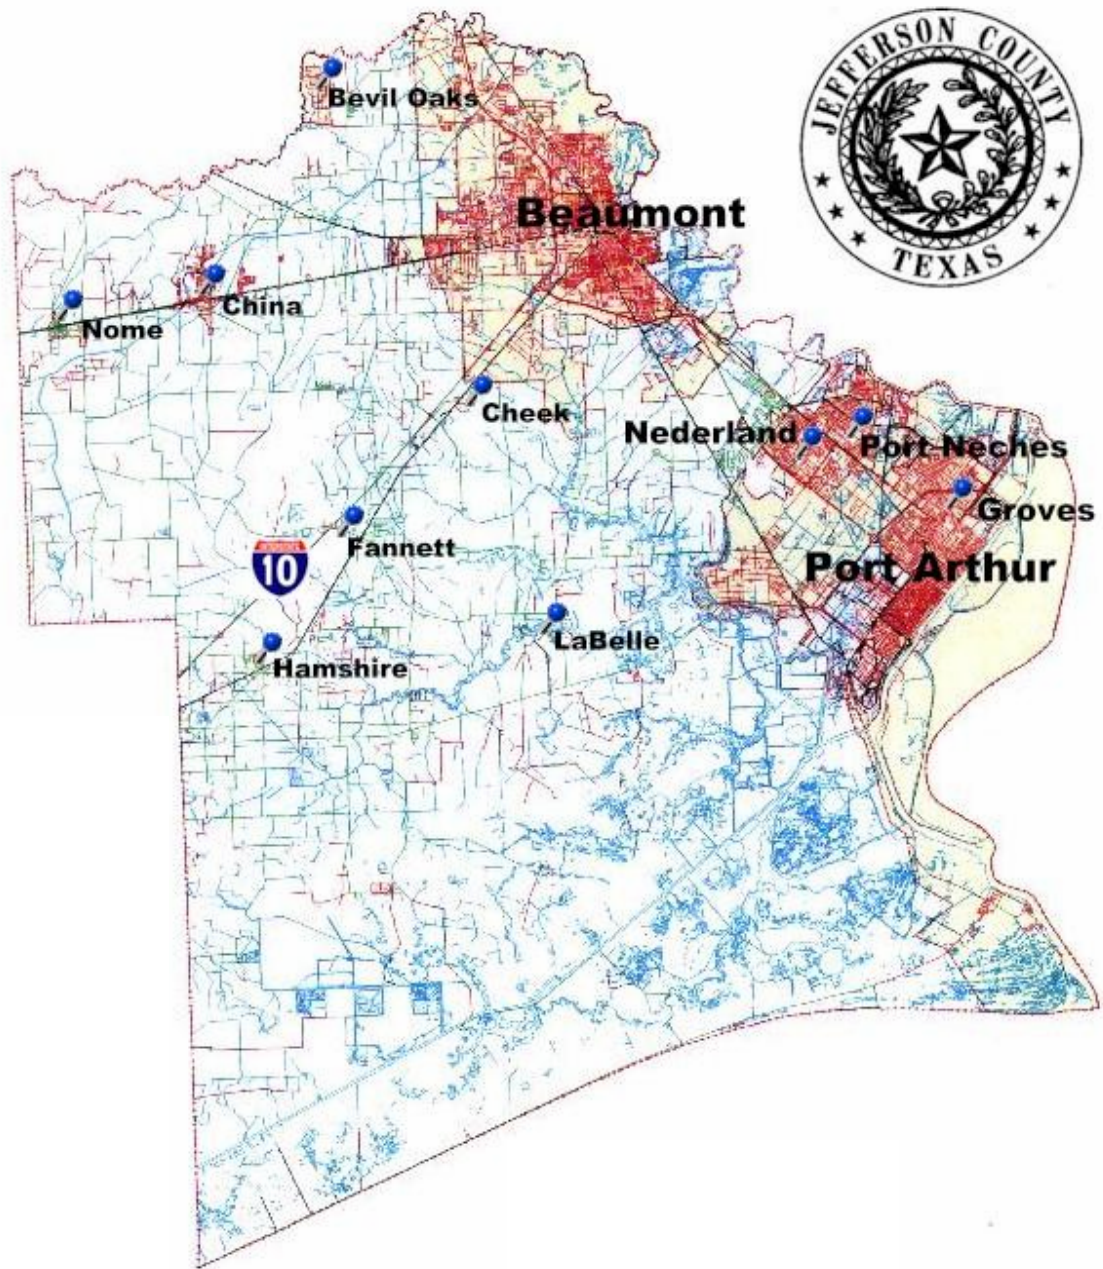 JEFFERSON COUNTY
TEXAS
Bevil Oaks
Beaumont
China
Nome
Cheek
Nederland
Port-Neches
Groves
Fannett
Port Arthur
INTERSTATE
10
LaBelle
Hamshire